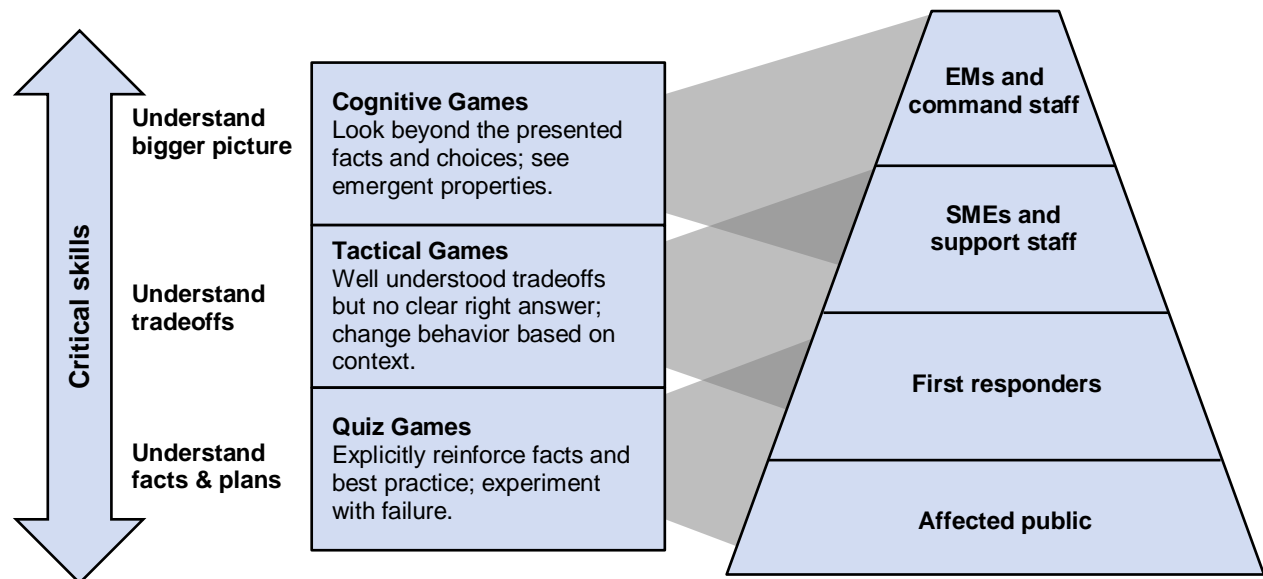 Critical skills
Understand
bigger picture
Understand
tradeoffs
Understand
facts & plans
Cognitive Games
Look beyond the presented
facts and choices; see
emergent properties.
Tactical Games
Well understood tradeoffs
but no clear right answer;
change behavior based on
context.
Quiz Games
Explicitly reinforce facts and
best practice; experiment
with failure.
EMs and
command staff
SMEs and
support staff
First responders
Affected public